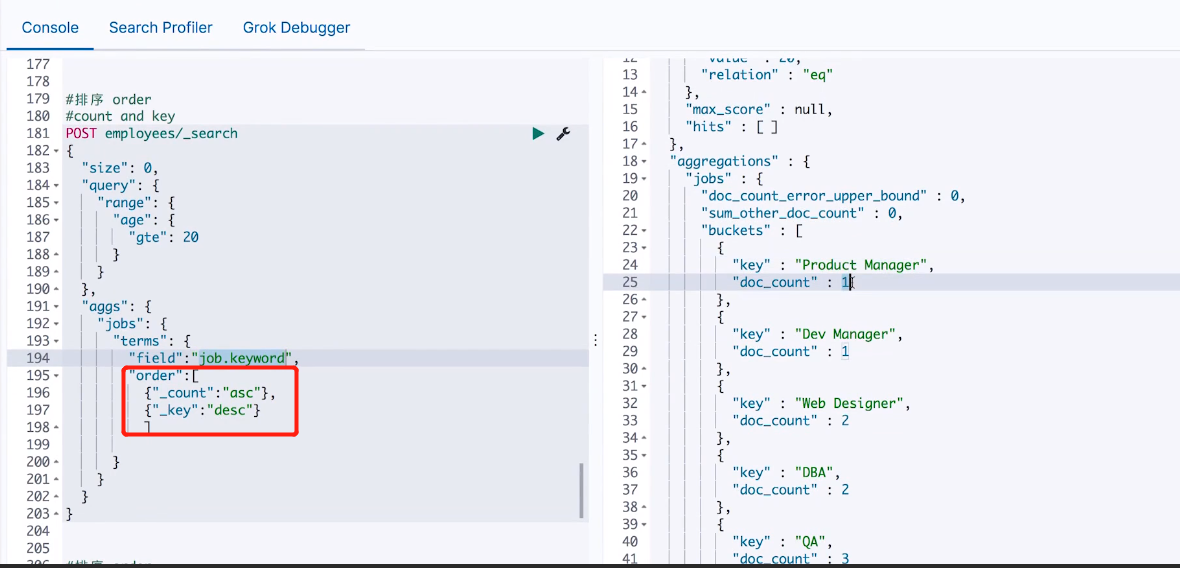 Console Search Profiler Grok Debugger
177
178
179 #排序 order
180 #count and key
181 POST employees/_search
182 {
183 "size": 0,
184 "query": {
185 "range": {
186 "age": {
187 "gte": 20
188 }
189 }
190 },
191 "aggs": {
192 "jobs": {
193 "terms": {
194 "field":"job.keyword",
195 "order":[
196 {"_count":"asc"},
197 {"_key":"desc"}
198 ]
199
200 }
201 }
202 }
203 }
204
205
206 #排序 order
12 "value" : 20,
13 "relation" : "eq"
14 },
15 "max_score" : null,
16 "hits" : [ ]
17 },
18 "aggregations" : {
19 "jobs" : {
20 "doc_count_error_upper_bound" : 0,
21 "sum_other_doc_count" : 0,
22 "buckets" : [
23 {
24 "key" : "Product Manager",
25 "doc_count" : 1
26 },
27 {
28 "key" : "Dev Manager",
29 "doc_count" : 1
30 },
31 {
32 "key" : "Web Designer",
33 "doc_count" : 2
34 },
35 {
36 "key" : "DBA",
37 "doc_count" : 2
38 },
39 {
40 "key" : "QA",
41 "doc_count" : 3